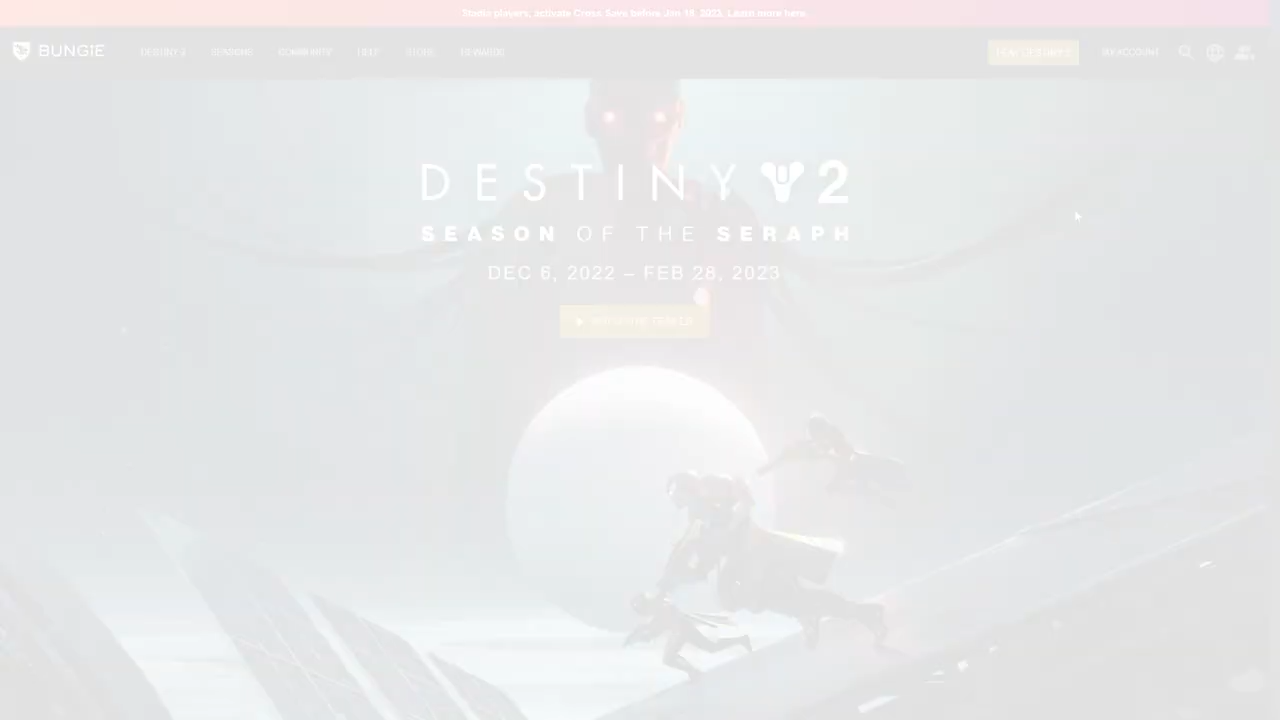 Stadia players, activate Cross Save before Jan 18, 2023. Learn more here.
BUNGIE DESTINY 2 SEASONS COMMUNITY HELP STORE REWARDS MY ACCOUNT
DESTINY 2
SEASON OF THE SERAPH
DEC 6, 2022 – FEB 28, 2023
TRAILER